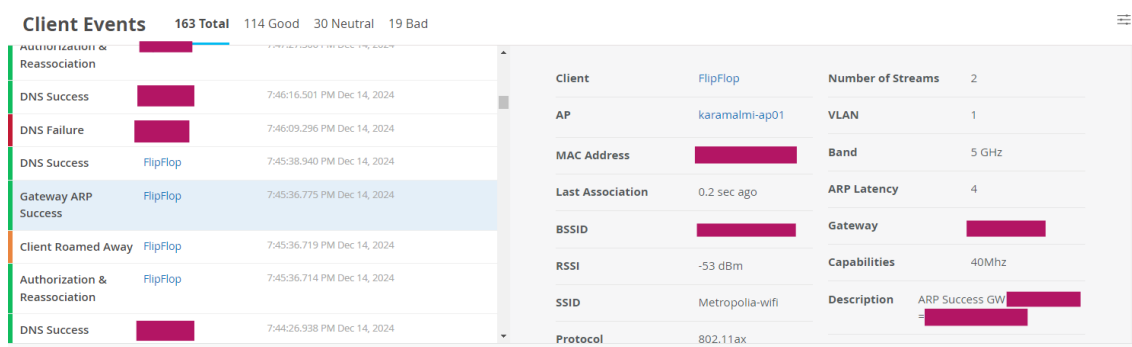 Client Events 163 Total 114 Good 30 Neutral 19 Bad
Authorization &
Reassociation
DNS Success 7:46:16.501 PM Dec 14, 2024
DNS Failure 7:46:09.296 PM Dec 14, 2024
DNS Success FlipFlop 7:45:38.940 PM Dec 14, 2024
Gateway ARP FlipFlop 7:45:36.775 PM Dec 14, 2024
Success
Client Roamed Away FlipFlop 7:45:36.719 PM Dec 14, 2024
Authorization & FlipFlop 7:45:36.714 PM Dec 14, 2024
Reassociation
DNS Success 7:44:26.938 PM Dec 14, 2024
Client FlipFlop
AP karamalmi-ap01
MAC Address
Last Association 0.2 sec ago
BSSID
RSSI -53 dBm
SSID Metropolia-wifi
Protocol 802.11ax
Number of Streams 2
VLAN 1
Band 5 GHz
ARP Latency 4
Gateway
Capabilities 40Mhz
Description ARP Success GW
=